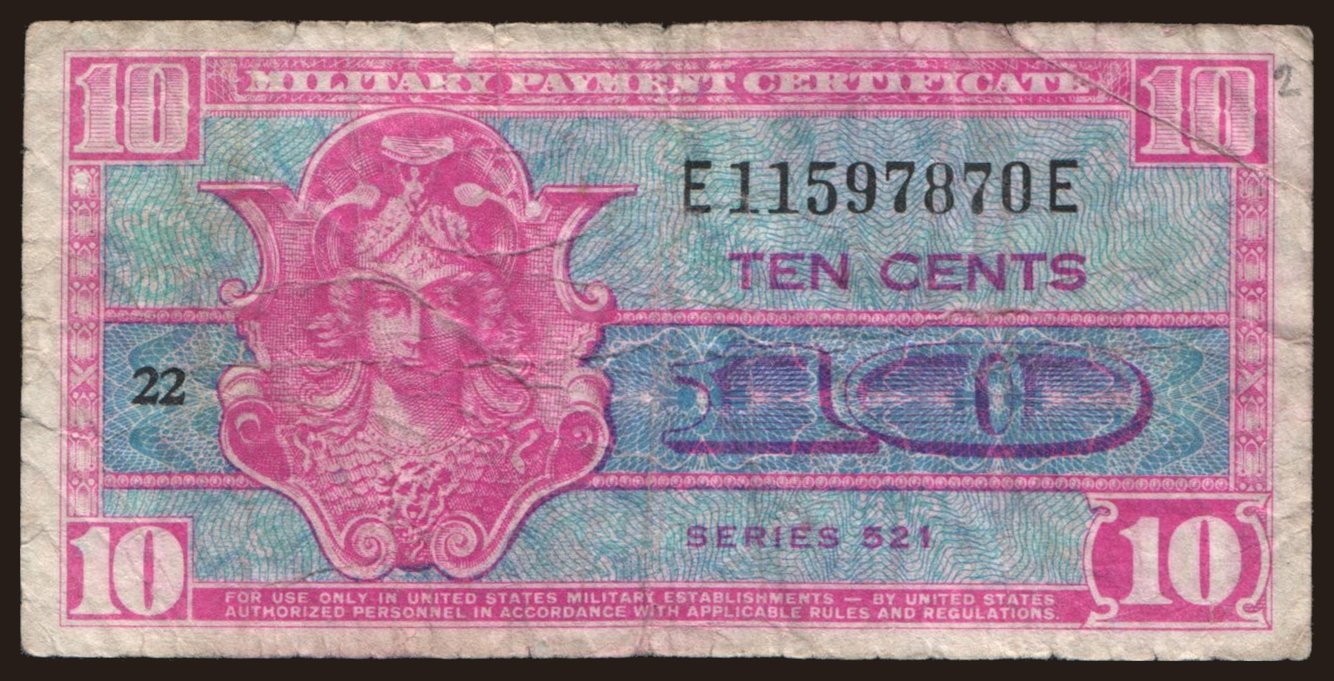 10 MILITARY PAYMENT CERTIFICATE 10
2
E11597870E
TEN CENTS
22
10
SERIES 521
10 10
FOR USE ONLY IN UNITED STATES MILITARY ESTABLISHMENTS — BY UNITED STATES
AUTHORIZED PERSONNEL IN ACCORDANCE WITH APPLICABLE RULES AND REGULATIONS.